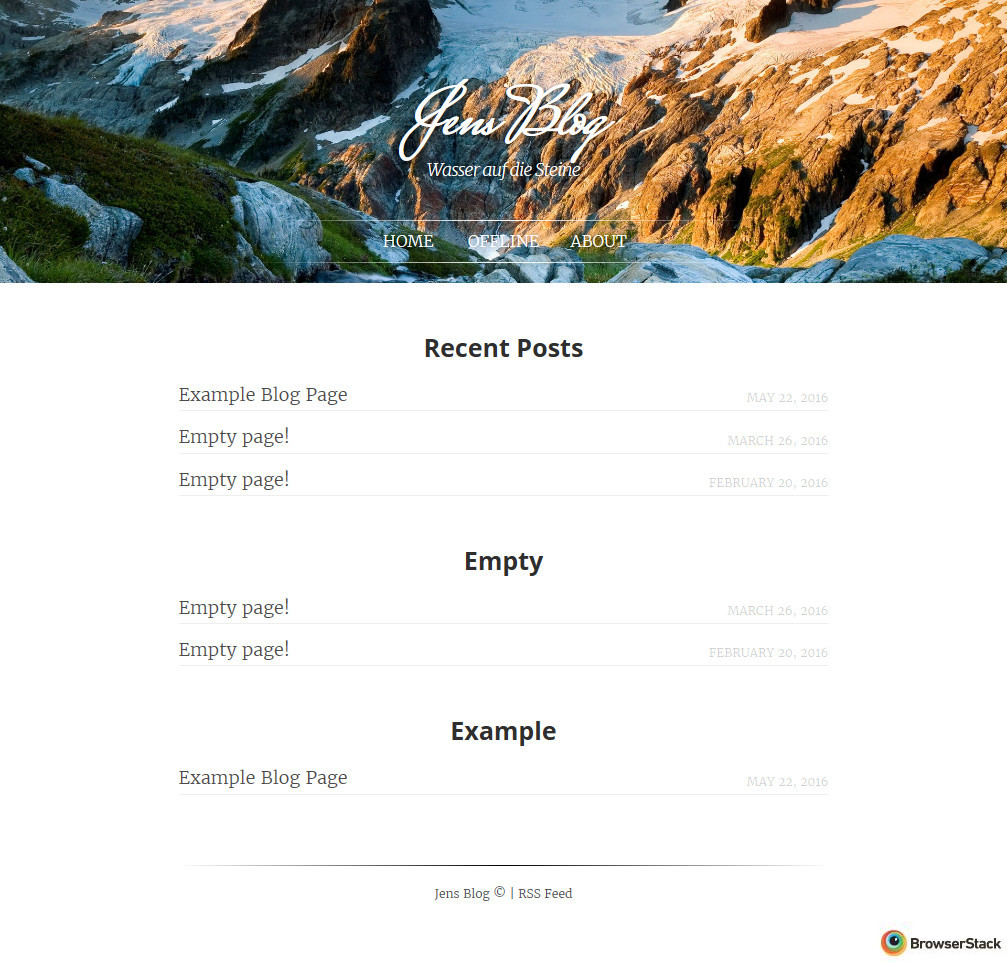 Jens Blog
Wasser auf die Steine
HOME OFFLINE ABOUT
Recent Posts
Example Blog Page MAY 22, 2016
Empty page! MARCH 26, 2016
Empty page! FEBRUARY 20, 2016
Empty
Empty page! MARCH 26, 2016
Empty page! FEBRUARY 20, 2016
Example
Example Blog Page MAY 22, 2016
Jens Blog © | RSS Feed
BrowserStack